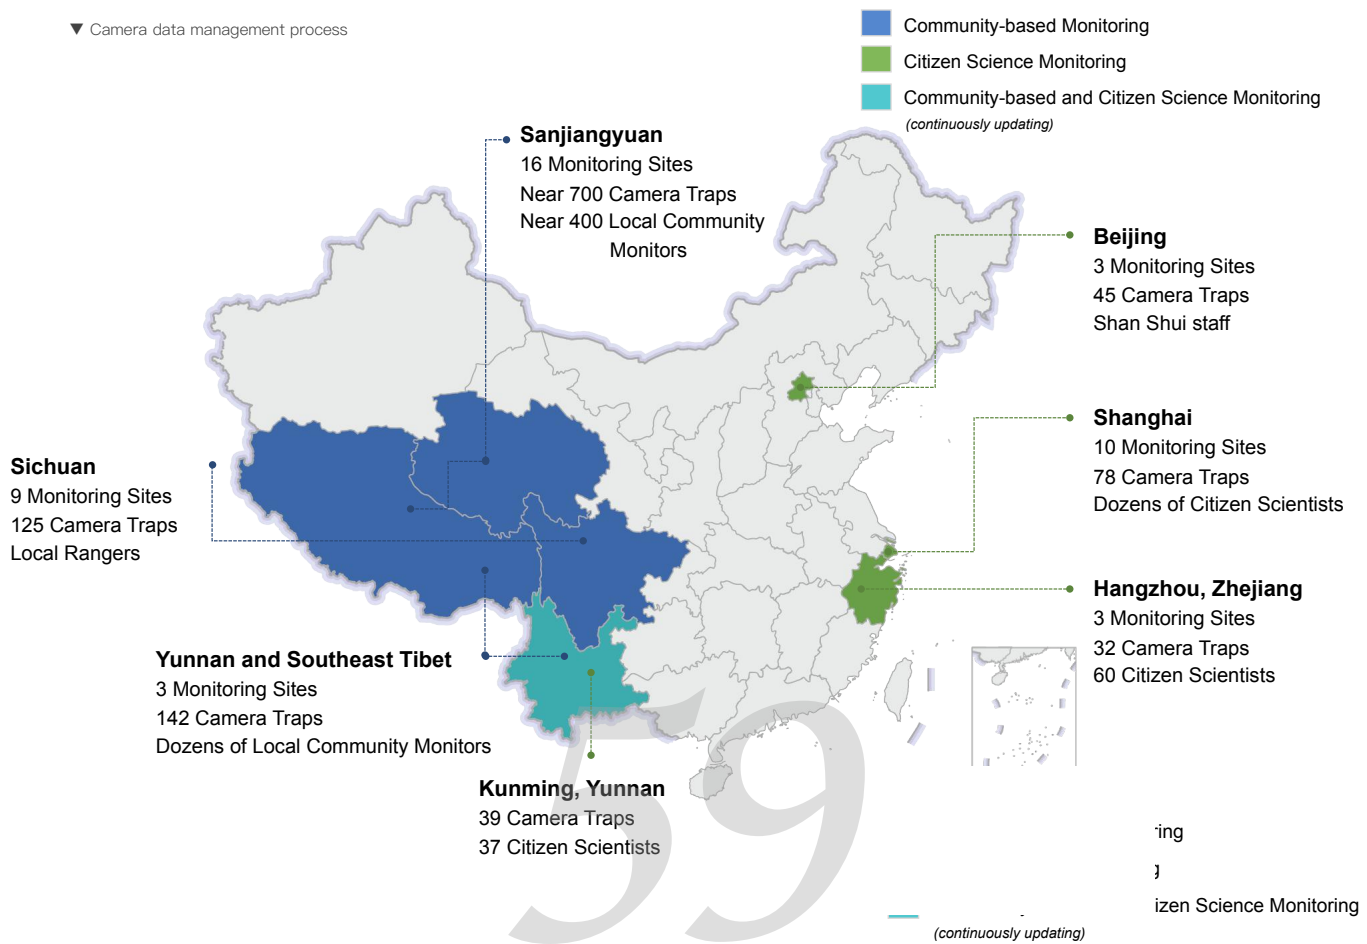 ▼ Camera data management process
Community-based Monitoring
Citizen Science Monitoring
Community-based and Citizen Science Monitoring
(continuously updating)
Sanjiangyuan
16 Monitoring Sites
Near 700 Camera Traps
Near 400 Local Community
Monitors
Beijing
3 Monitoring Sites
45 Camera Traps
Shan Shui staff
Shanghai
10 Monitoring Sites
78 Camera Traps
Dozens of Citizen Scientists
Sichuan
9 Monitoring Sites
125 Camera Traps
Local Rangers
Hangzhou, Zhejiang
3 Monitoring Sites
32 Camera Traps
60 Citizen Scientists
Yunnan and Southeast Tibet
3 Monitoring Sites
142 Camera Traps
Dozens of Local Community Monitors
Kunming, Yunnan
39 Camera Traps
37 Citizen Scientists
59
ring
g
izen Science Monitoring
(continuously updating)